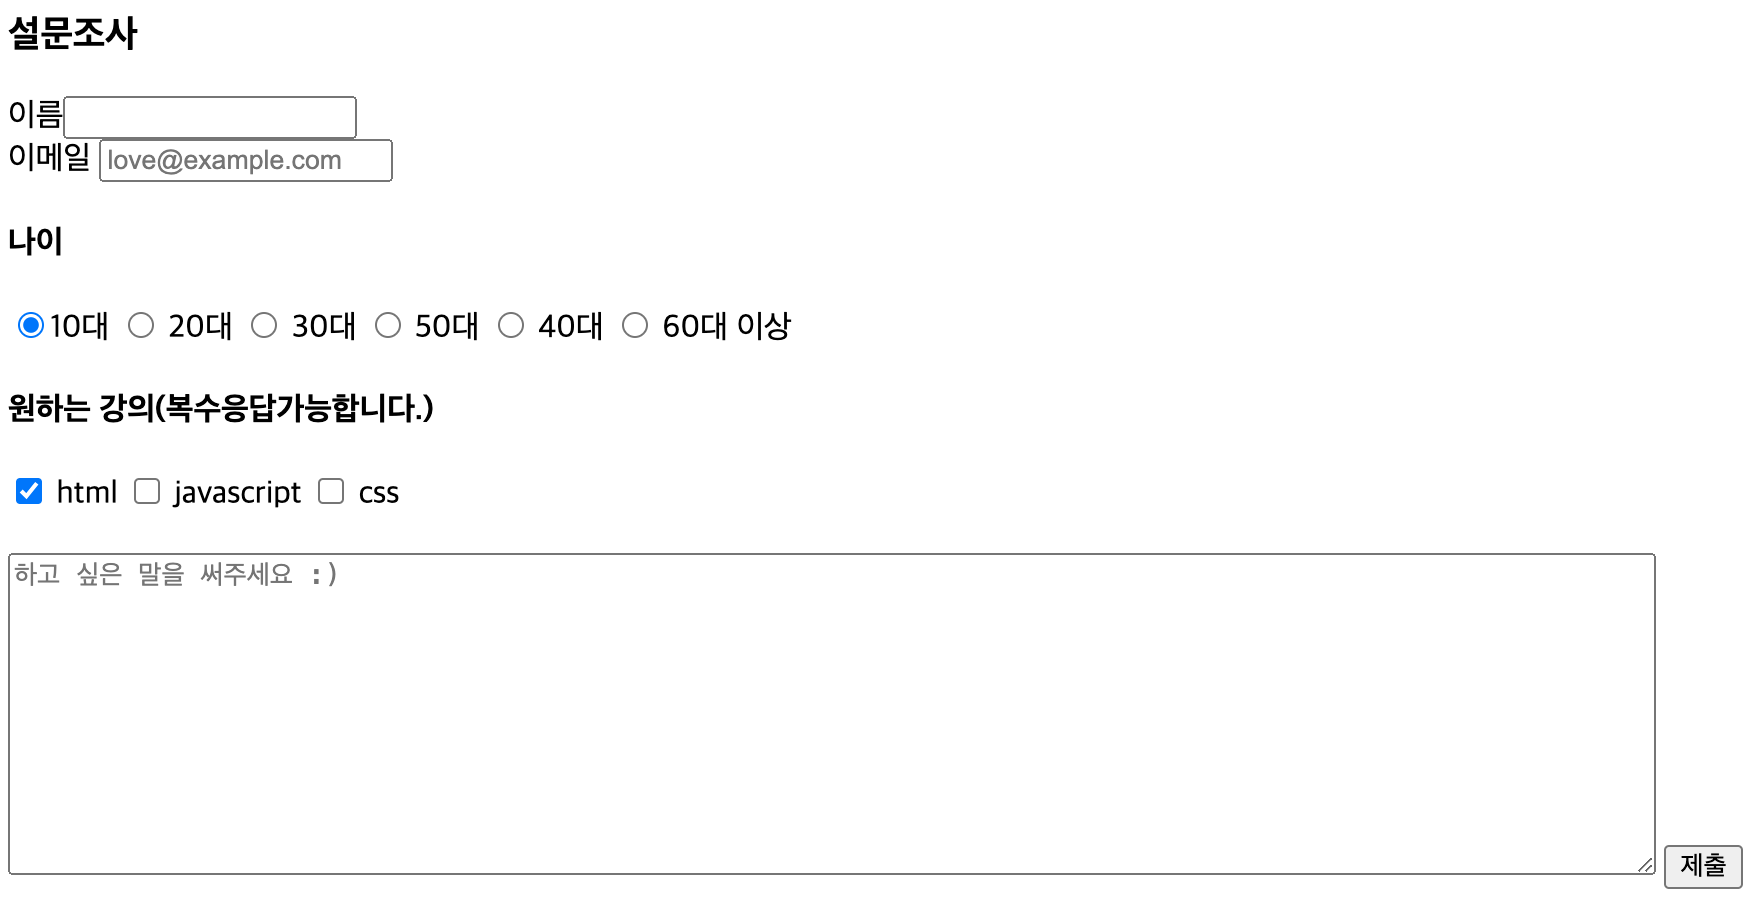 설문조사
이름
이메일 love@example.com
나이
10대 20대 30대 50대 40대 60대 이상
원하는 강의(복수응답가능합니다.)
html javascript css
하고 싶은 말을 써주세요 :)
제출